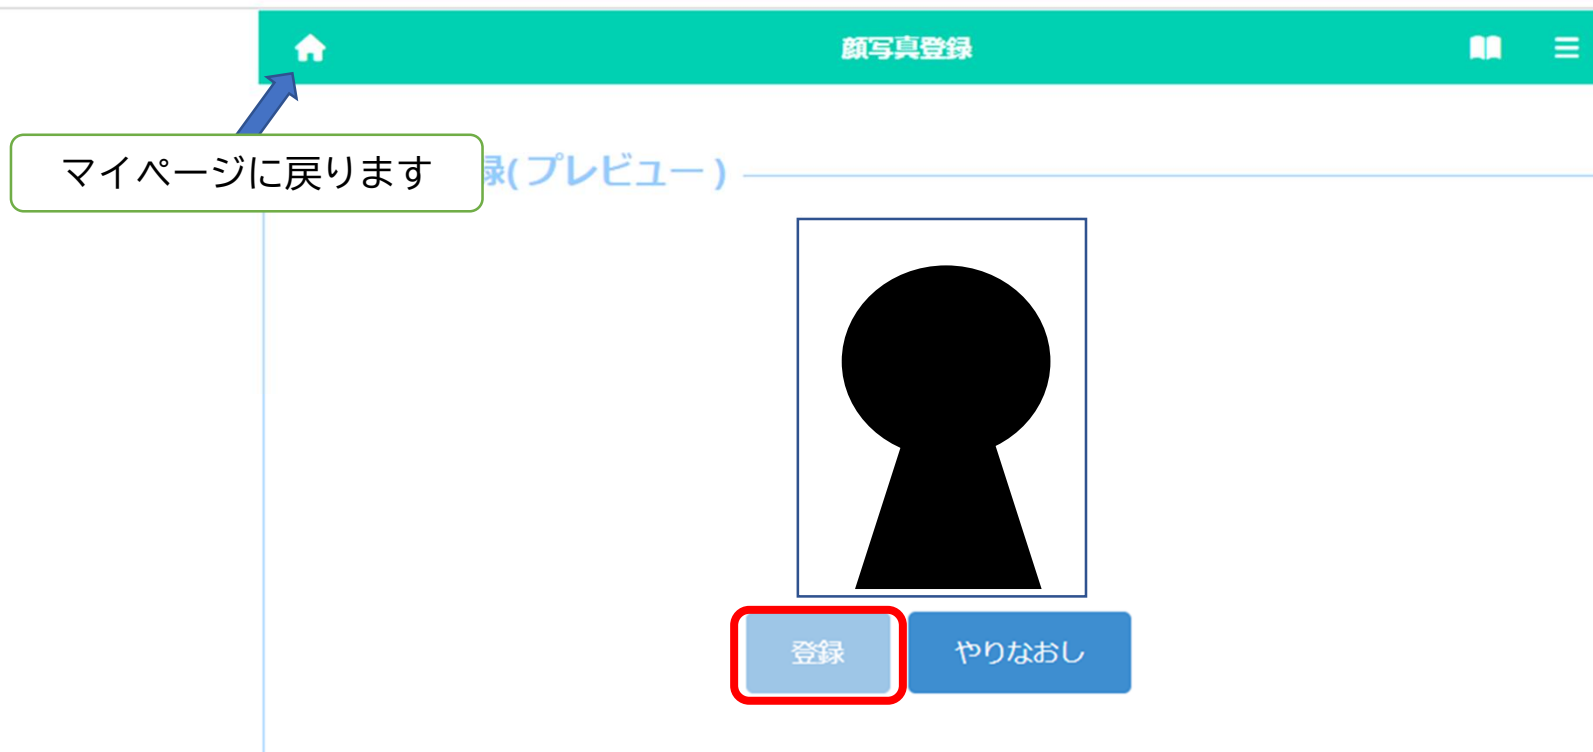 顔写真登録
マイページに戻ります
録(プレビュー)
登録
やりなおし